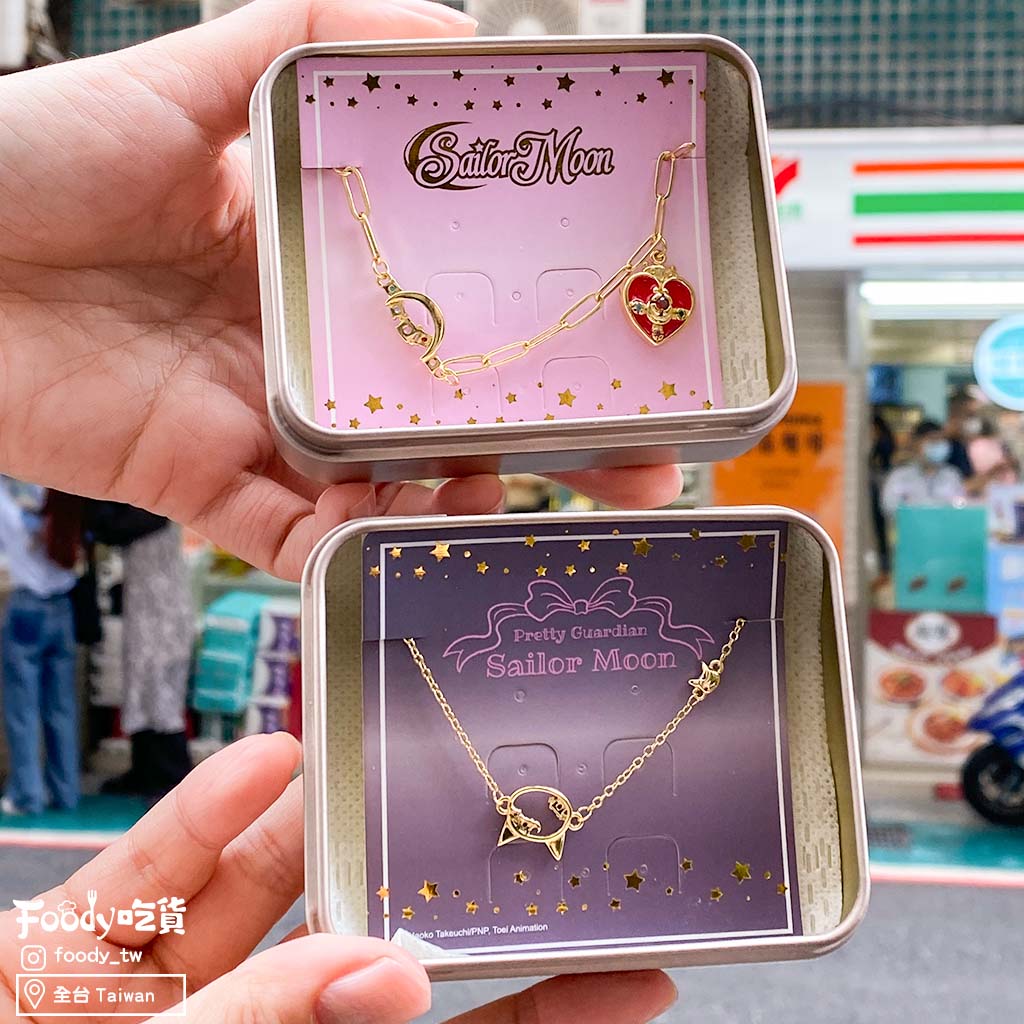 Sailor Moon
Pretty Guardian
Sailor Moon
Naoko Takeuchi/PNP, Toei Animation
Foody吃貨
foody_tw
全台 Taiwan